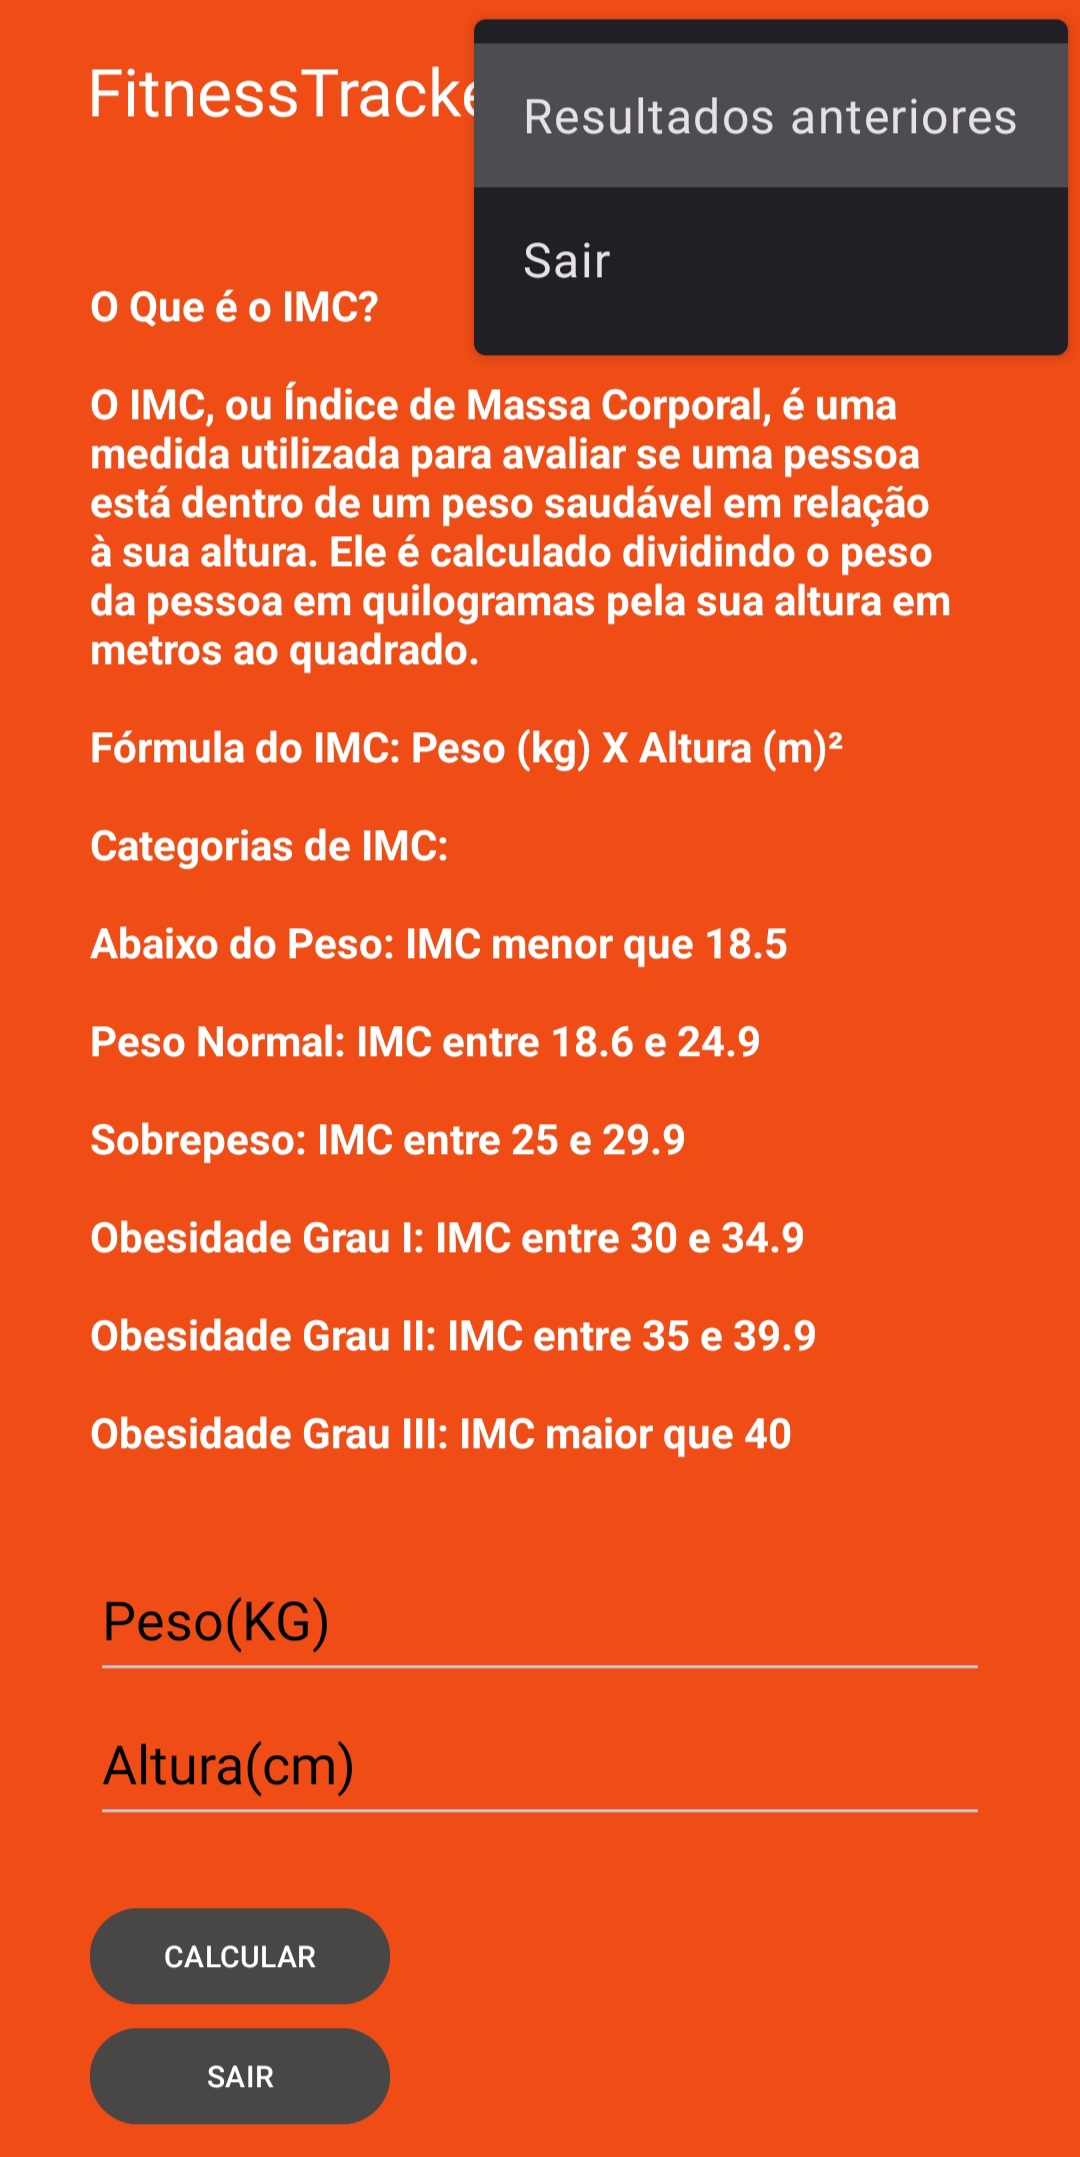 FitnessTracke
Resultados anteriores
Sair
O Que é o IMC?
O IMC, ou Índice de Massa Corporal, é uma
medida utilizada para avaliar se uma pessoa
está dentro de um peso saudável em relação
à sua altura. Ele é calculado dividindo o peso
da pessoa em quilogramas pela sua altura em
metros ao quadrado.
Fórmula do IMC: Peso (kg) X Altura (m)²
Categorias de IMC:
Abaixo do Peso: IMC menor que 18.5
Peso Normal: IMC entre 18.6 e 24.9
Sobrepeso: IMC entre 25 e 29.9
Obesidade Grau I: IMC entre 30 e 34.9
Obesidade Grau II: IMC entre 35 e 39.9
Obesidade Grau III: IMC maior que 40
Peso(KG)
Altura(cm)
CALCULAR
SAIR